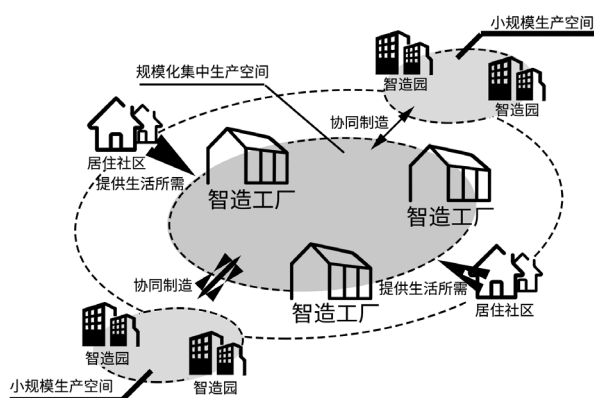 小规模生产空间
智造园
规模化集中生产空间
智造园
协同制造
居住社区
提供生活所需
智造工厂
智造工厂
协同制造
提供生活所需
智造工厂
居住社区
智造园
小规模生产空间
智造园